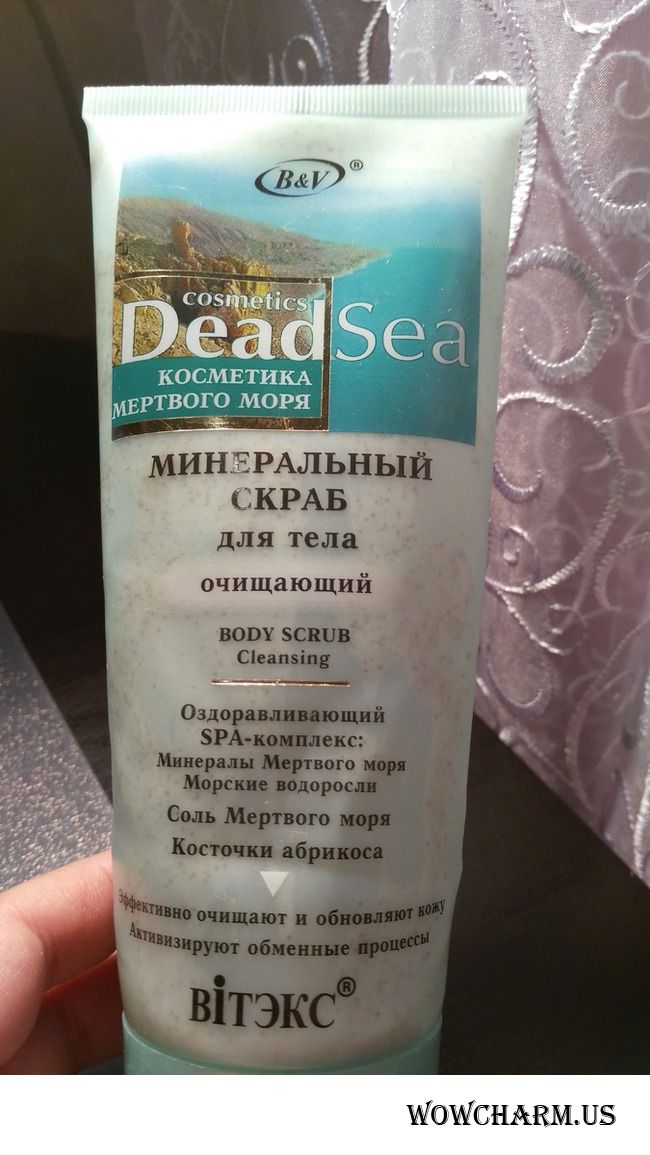 B&V®
cosmetics
Dead Sea
КОСМЕТИКА
МЕРТВОГО МОРЯ
МИНЕРАЛЬНЫЙ
СКРАБ
для тела
очищающий
BODY SCRUB
Cleansing
Оздоравливающий
SPA-комплекс:
Минералы Мертвого моря
Морские водоросли
Соль Мертвого моря
Косточки абрикоса
Эффективно очищают и обновляют кожу
Активизируют обменные процессы
ВiТЭКС®
WOWCHARM.US